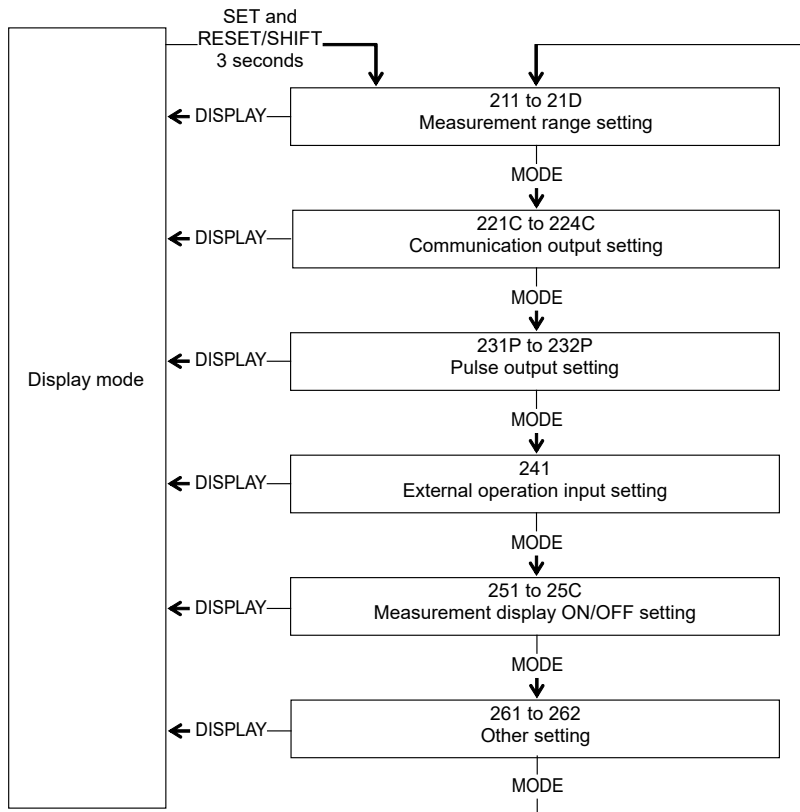 SET and
RESET/SHIFT
3 seconds
211 to 21D
Measurement range setting
DISPLAY
MODE
221C to 224C
Communication output setting
DISPLAY
MODE
231P to 232P
Pulse output setting
DISPLAY
Display mode
MODE
241
External operation input setting
DISPLAY
MODE
251 to 25C
Measurement display ON/OFF setting
DISPLAY
MODE
261 to 262
Other setting
DISPLAY
MODE